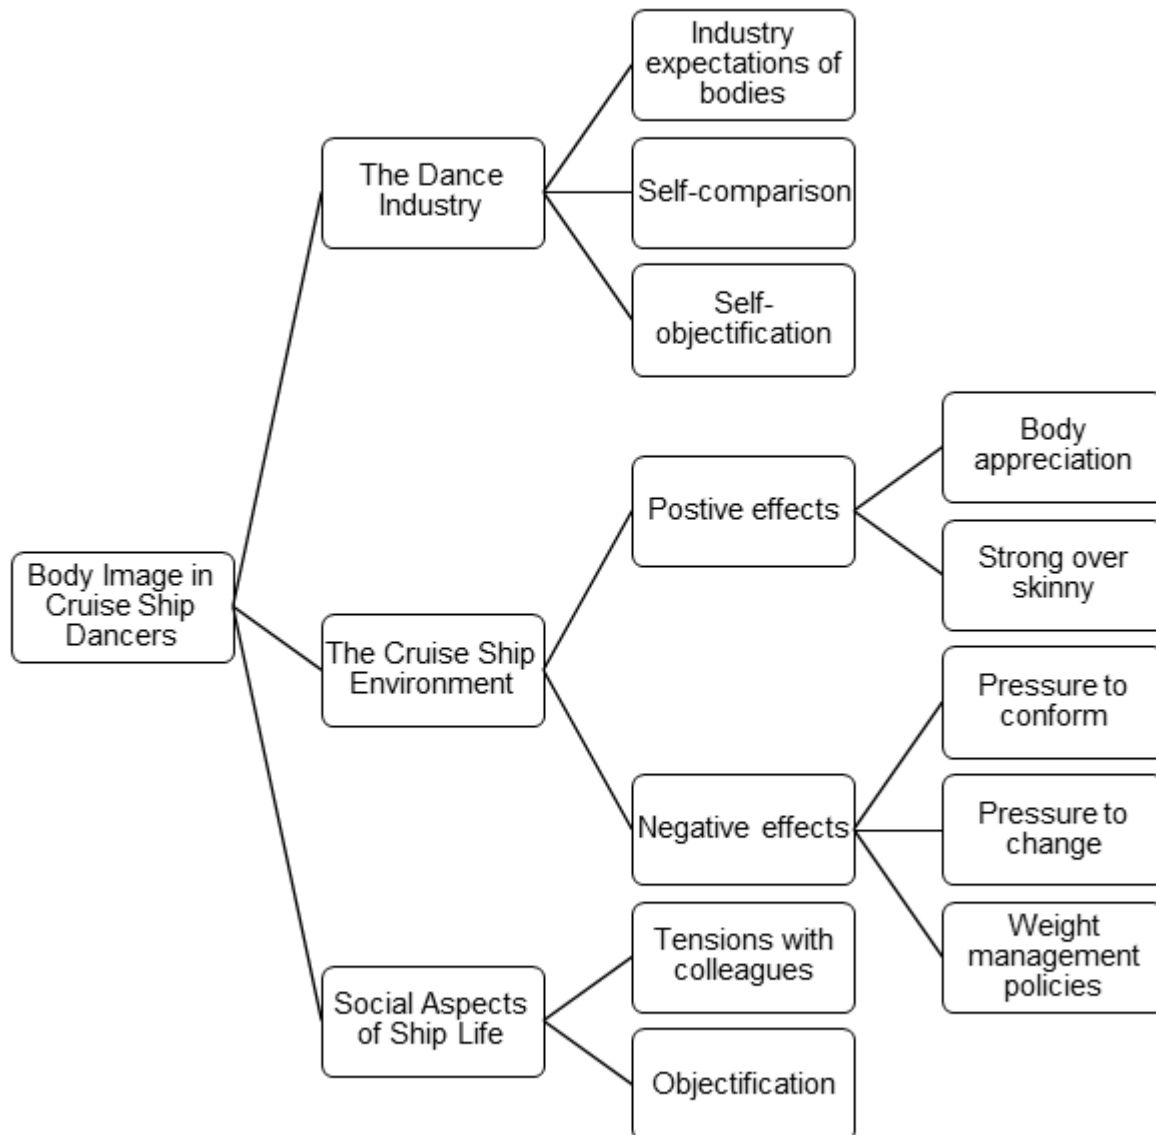 Industry
expectations of
bodies
The Dance
Industry
Self-comparison
Self-
objectification
Body
appreciation
Postive effects
Strong over
skinny
Body Image in
Cruise Ship
Dancers
The Cruise Ship
Environment
Pressure to
conform
Negative effects
Pressure to
change
Weight
management
policies
Social Aspects
of Ship Life
Tensions with
colleagues
Objectification